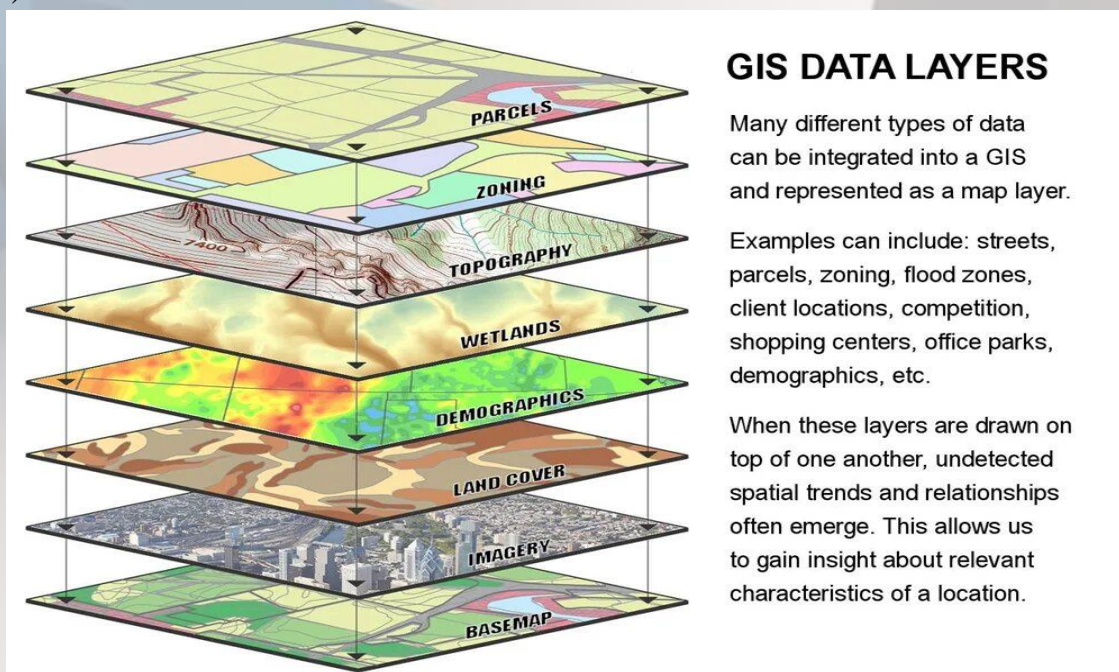 PARCELS
ZONING
7400
TOPOGRAPHY
WETLANDS
DEMOGRAPHICS
LAND COVER
IMAGERY
BASEMAP
GIS DATA LAYERS
Many different types of data
can be integrated into a GIS
and represented as a map layer.
Examples can include: streets,
parcels, zoning, flood zones,
client locations, competition,
shopping centers, office parks,
demographics, etc.
When these layers are drawn on
top of one another, undetected
spatial trends and relationships
often emerge. This allows us
to gain insight about relevant
characteristics of a location.